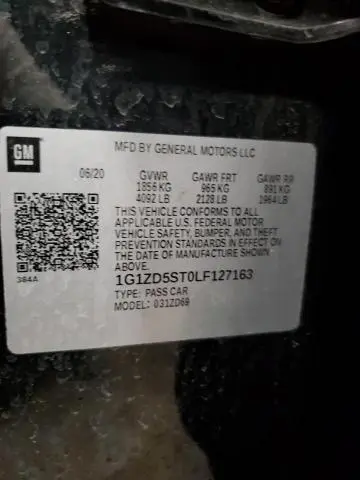 GM
MFD BY GENERAL MOTORS LLC
06/20 GVWR GAWR FRT GAWR RR
1856 KG 965 KG 891 KG
4092 LB 2128 LB 1964 LB
THIS VEHICLE CONFORMS TO ALL
APPLICABLE U.S. FEDERAL MOTOR
VEHICLE SAFETY, BUMPER, AND THEFT
PREVENTION STANDARDS IN EFFECT ON
THE DATE OF MANUFACTURE SHOWN
ABOVE.
384A
1G1ZD5ST0LF127163
TYPE: PASS CAR
MODEL: 031ZD69